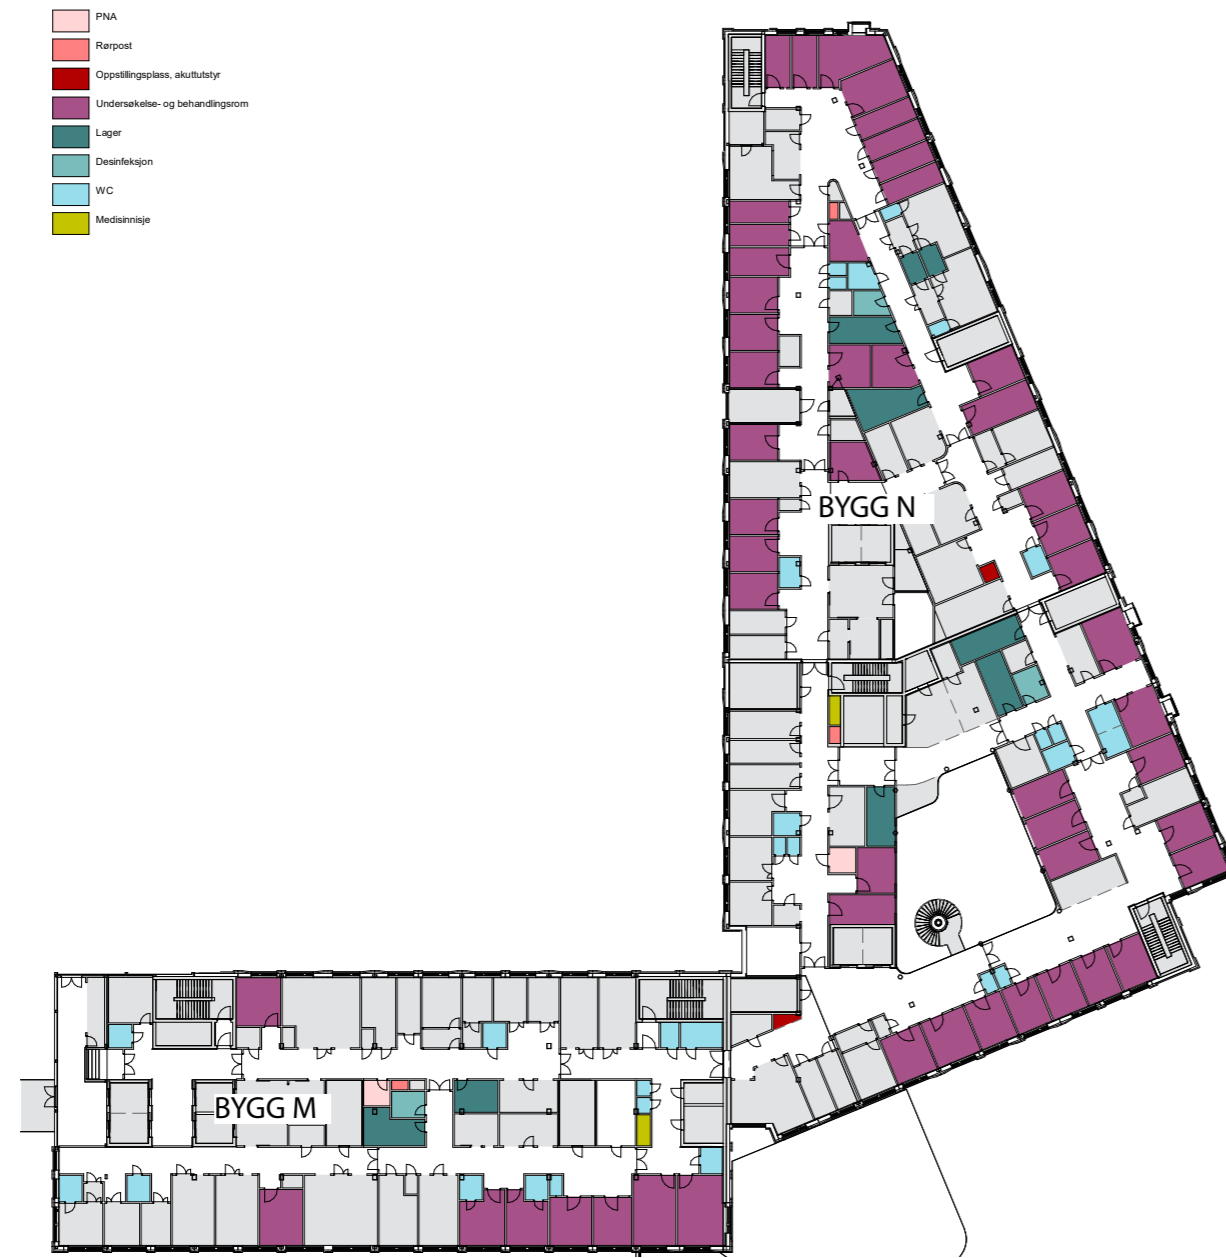 PNA
Rørpost
Oppstillingsplass, akuttutstyr
Undersøkelse- og behandlingsrom
Lager
Desinfeksjon
WC
Medisinnisje
BYGG N
BYGG M